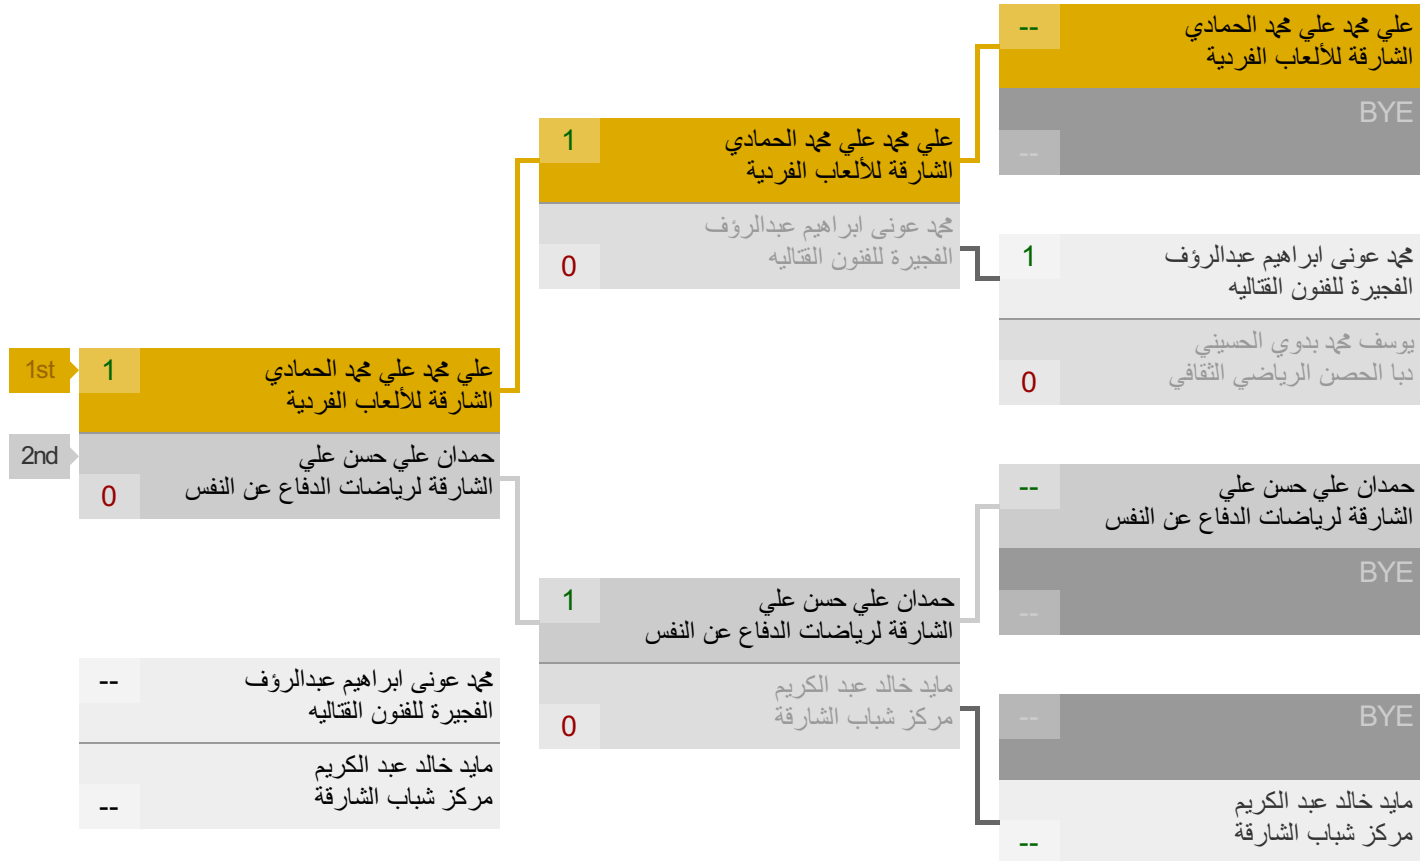 --
علي محمد علي محمد الحمادي
الشارقة للألعاب الفردية
BYE
--
1
علي محمد علي محمد الحمادي
الشارقة للألعاب الفردية
محمد عونى ابراهيم عبدالرؤف
الفجيرة للفنون القتاليه
0
1
محمد عونى ابراهيم عبدالرؤف
الفجيرة للفنون القتاليه
يوسف محمد بدوي الحسيني
دبا الحصن الرياضي الثقافي
0
1st
1
علي محمد علي محمد الحمادي
الشارقة للألعاب الفردية
2nd
حمدان علي حسن علي
الشارقة لرياضات الدفاع عن النفس
0
--
حمدان علي حسن علي
الشارقة لرياضات الدفاع عن النفس
BYE
--
1
حمدان علي حسن علي
الشارقة لرياضات الدفاع عن النفس
مايد خالد عبد الكريم
مركز شباب الشارقة
0
--
محمد عونى ابراهيم عبدالرؤف
الفجيرة للفنون القتاليه
مايد خالد عبد الكريم
مركز شباب الشارقة
--
--
BYE
مايد خالد عبد الكريم
مركز شباب الشارقة
--